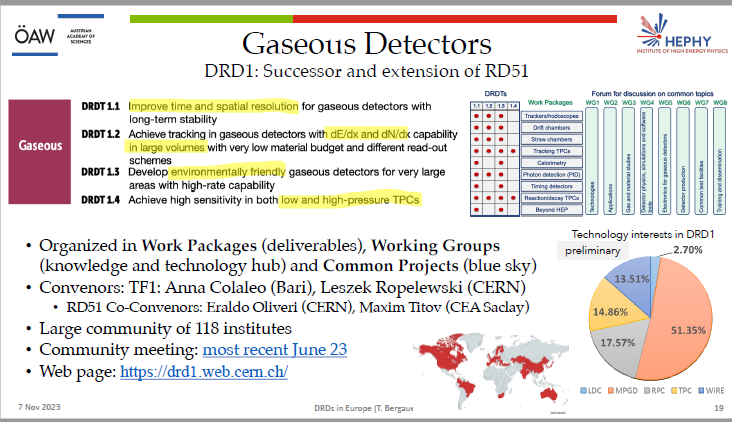 ÖAW
AUSTRIAN
ACADEMY OF
SCIENCES
HEPHY
INSTITUTE OF HIGH ENERGY PHYSICS
Gaseous Detectors
DRD1: Successor and extension of RD51
Gaseous
DRDT 1.1 Improve time and spatial resolution for gaseous detectors with
long-term stability
DRDT 1.2 Achieve tracking in gaseous detectors with dE/dx and dN/dx capability
in large volumes with very low material budget and different read-out
schemes
DRDT 1.3 Develop environmentally friendly gaseous detectors for very large
areas with high-rate capability
DRDT 1.4 Achieve high sensitivity in both low and high-pressure TPCs
DRDTs
1.1 1.2 1.3 1.4
Work Packages
Trackers/hodoscopes
Drift chambers
Straw chambers
Tracking TPCs
Calorimetry
Photon detection (PID)
Timing detectors
Reaction/decay TPCs
Beyond HEP
Forum for discussion on common topics
WG1 WG2 WG3 WG4 WG5 WG6 WG7 WG8
Technologies
Applications
Gas and material studies
Detector physics, simulations and software tools
Electronics for gaseous detectors
Detector production
Common test facilities
Training and dissemination
• Organized in Work Packages (deliverables), Working Groups
(knowledge and technology hub) and Common Projects (blue sky)
• Convenors: TF1: Anna Colaleo (Bari), Leszek Ropelewski (CERN)
• RD51 Co-Convenors: Eraldo Oliveri (CERN), Maxim Titov (CEA Saclay)
• Large community of 118 institutes
• Community meeting: most recent June 23
• Web page: https://drd1.web.cern.ch/
Technology interests in DRD1
preliminary
2.70%
13.51%
14.86%
17.57%
51.35%
LDC MPGD RPC TPC WIRE
7 Nov 2023
DRDs in Europe (T. Bergaue
19